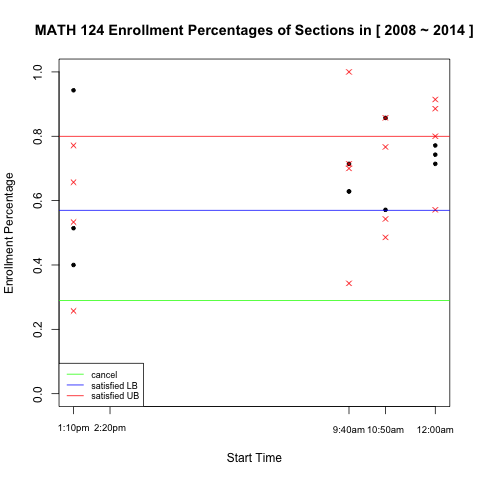 MATH 124 Enrollment Percentages of Sections in [ 2008 ~ 2014 ]
Enrollment Percentage
1.0
0.8
0.6
0.4
0.2
0.0
cancel
satisfied LB
satisfied UB
1:10pm 2:20pm 9:40am 10:50am 12:00am
Start Time